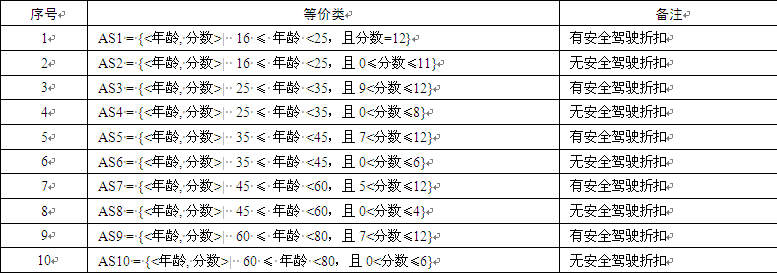 序号 等价类 备注
1 AS1 = {<年龄, 分数>| 16 ≤ 年龄 <25，且分数=12} 有安全驾驶折扣
2 AS2 = {<年龄, 分数>| 16 ≤ 年龄 <25，且 0≤分数≤11} 无安全驾驶折扣
3 AS3 = {<年龄, 分数>| 25 ≤ 年龄 <35，且 9<分数≤12} 有安全驾驶折扣
4 AS4 = {<年龄, 分数>| 25 ≤ 年龄 <35，且 0<分数≤8} 无安全驾驶折扣
5 AS5 = {<年龄, 分数>| 35 ≤ 年龄 <45，且 7<分数≤12} 有安全驾驶折扣
6 AS6 = {<年龄, 分数>| 35 ≤ 年龄 <45，且 0<分数≤6} 无安全驾驶折扣
7 AS7 = {<年龄, 分数>| 45 ≤ 年龄 <60，且 5<分数≤12} 有安全驾驶折扣
8 AS8 = {<年龄, 分数>| 45 ≤ 年龄 <60，且 0<分数≤4} 无安全驾驶折扣
9 AS9 = {<年龄, 分数>| 60 ≤ 年龄 <80，且 7<分数≤12} 有安全驾驶折扣
10 AS10 = {<年龄, 分数>| 60 ≤ 年龄 <80，且 0<分数≤6} 无安全驾驶折扣